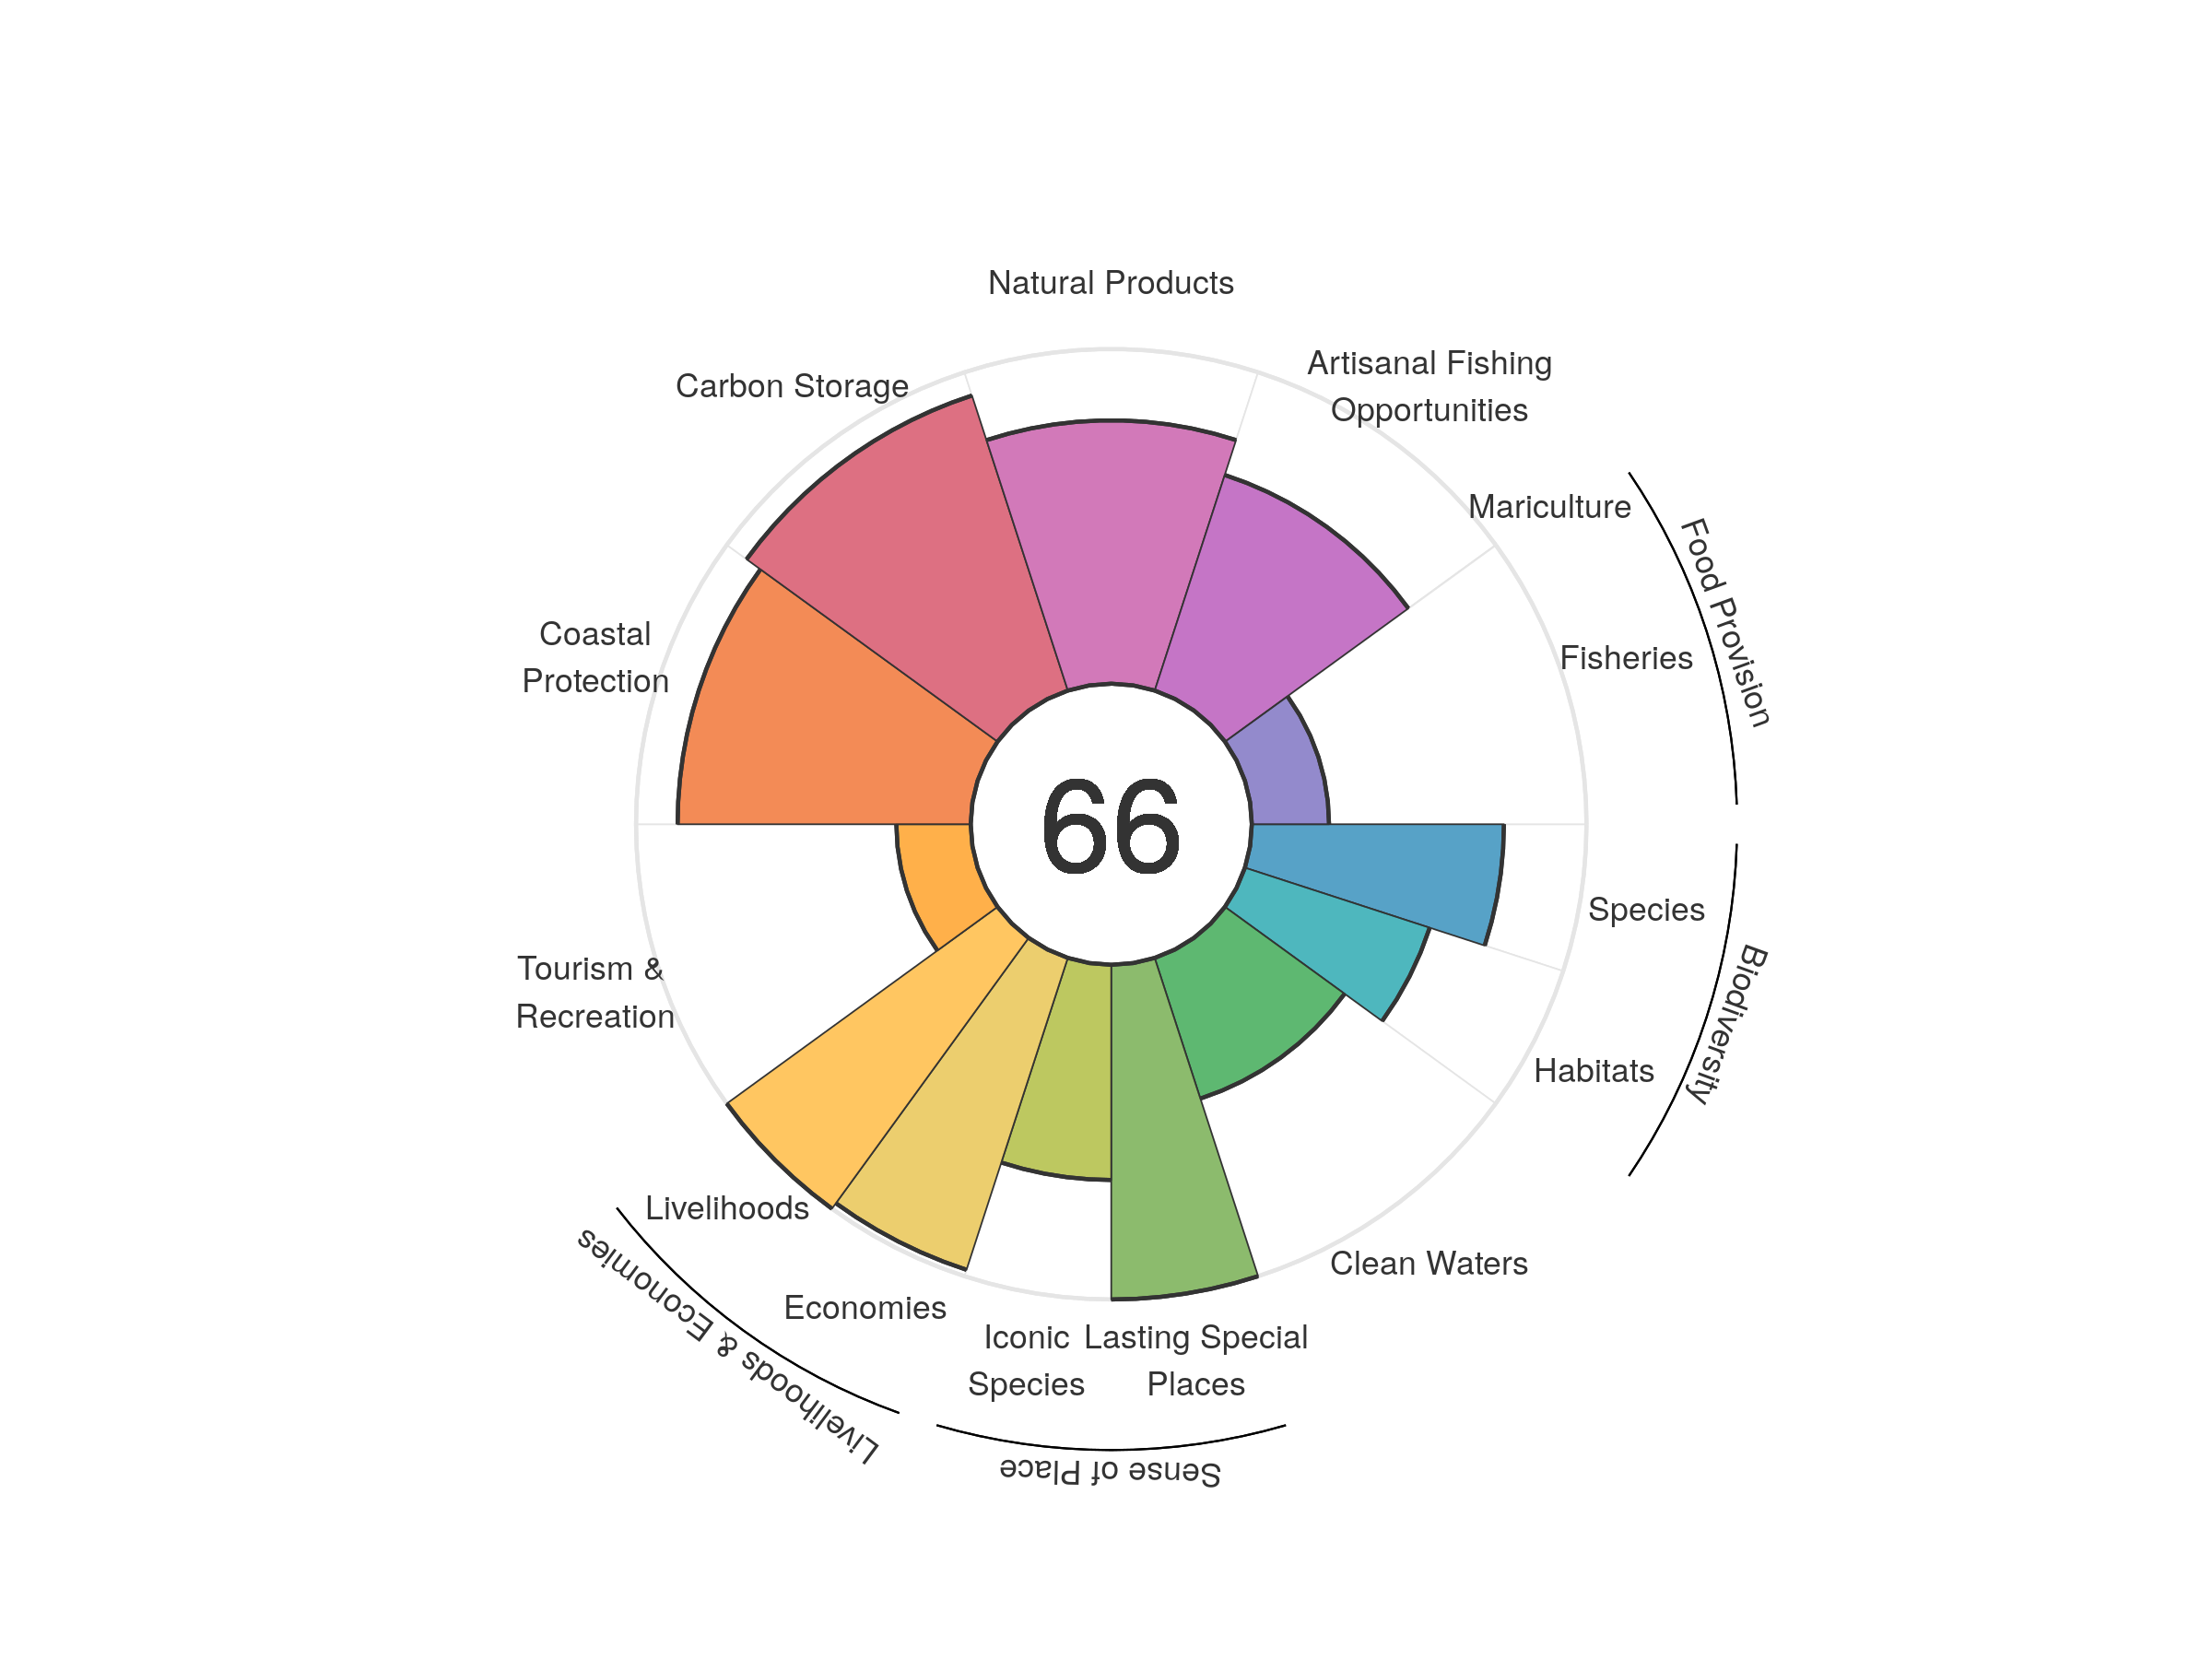 Natural Products
Artisanal Fishing
Opportunities
Carbon Storage
Mariculture
Food Provision
Fisheries
Coastal
Protection
66
Species
Biodiversity
Tourism &
Recreation
Habitats
Livelihoods
Clean Waters
Livelihoods & Economies
Economies
Iconic
Species
Lasting Special
Places
Sense of Place